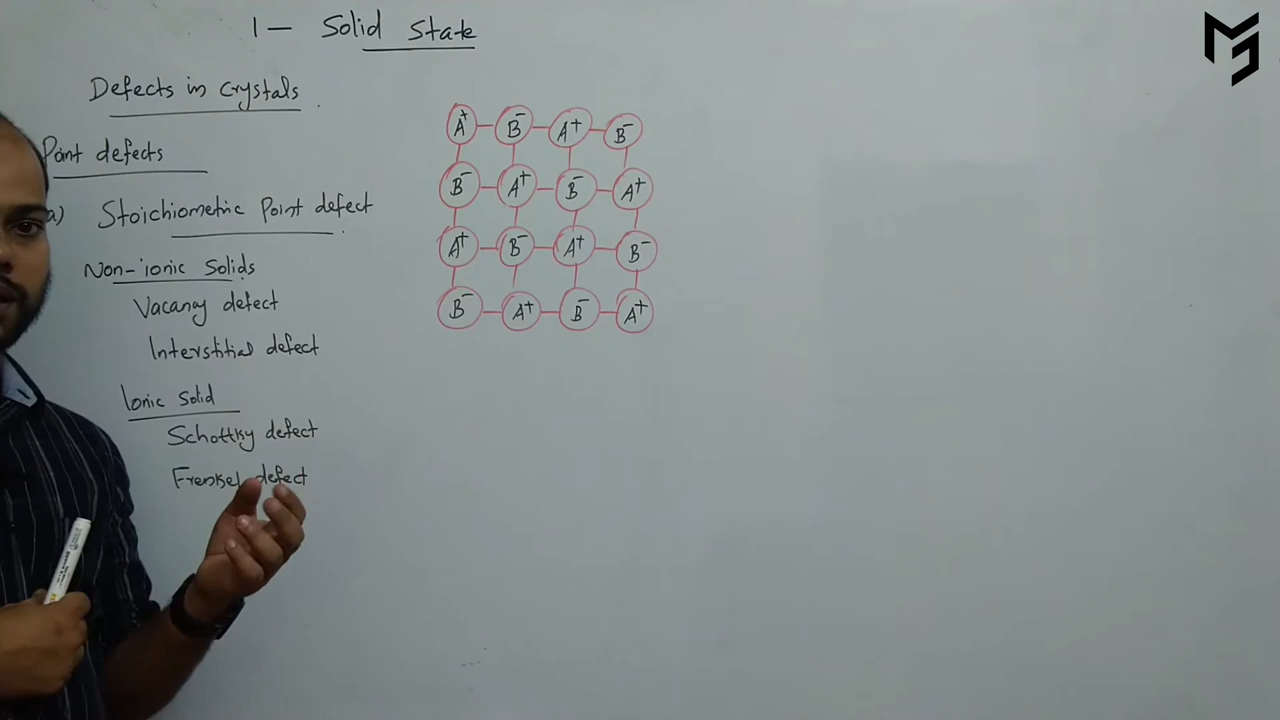 1 — Solid State
Defects in Crystals
Point defects
a) Stoichiometric Point defect
Non-ionic Solids
Vacancy defect
Interstitial defect
Ionic Solid
Schottky defect
Frenkel defect
A⁺ B⁻ A⁺ B⁻
B⁻ A⁺ B⁻ A⁺
A⁺ B⁻ A⁺ B⁻
B⁻ A⁺ B⁻ A⁺